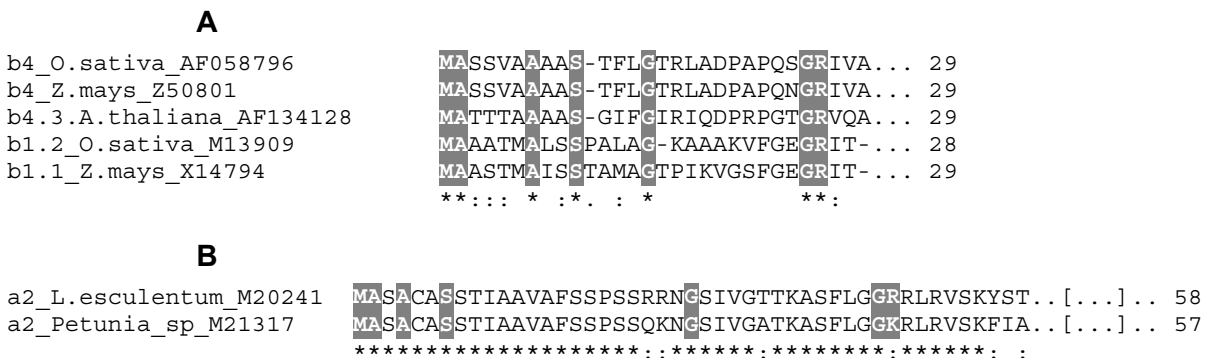 A
b4_O.sativa_AF058796 MASSVAAAAS-TFLGTRLADPAPQSGRIVA... 29
b4_Z.mays_Z50801 MASSVAAAAS-TFLGTRLADPAPQNGRIVA... 29
b4.3.A.thaliana_AF134128 MATTTAAAAS-GIFGIRIQDPRPGTGRVQA... 29
b1.2_O.sativa_M13909 MAAATMALSSPALAG-KAAAKVFGEGRIT-... 28
b1.1_Z.mays_X14794 MAASTMAISSTAMAGTPIKVGSFGEGRIT-... 29
**::: * :*. : * **:
B
a2_L.esculentum_M20241 MASACASSTIAAVAFSSPSSRRNGSIVGTTKASFLGGRRLRVSKYST..[...].. 58
a2_Petunia_sp_M21317 MASACASSTIAAVAFSSPSSQKNGSIVGATKASFLGGKRLRVSKFIA..[...].. 57
********************::******:********:******: :